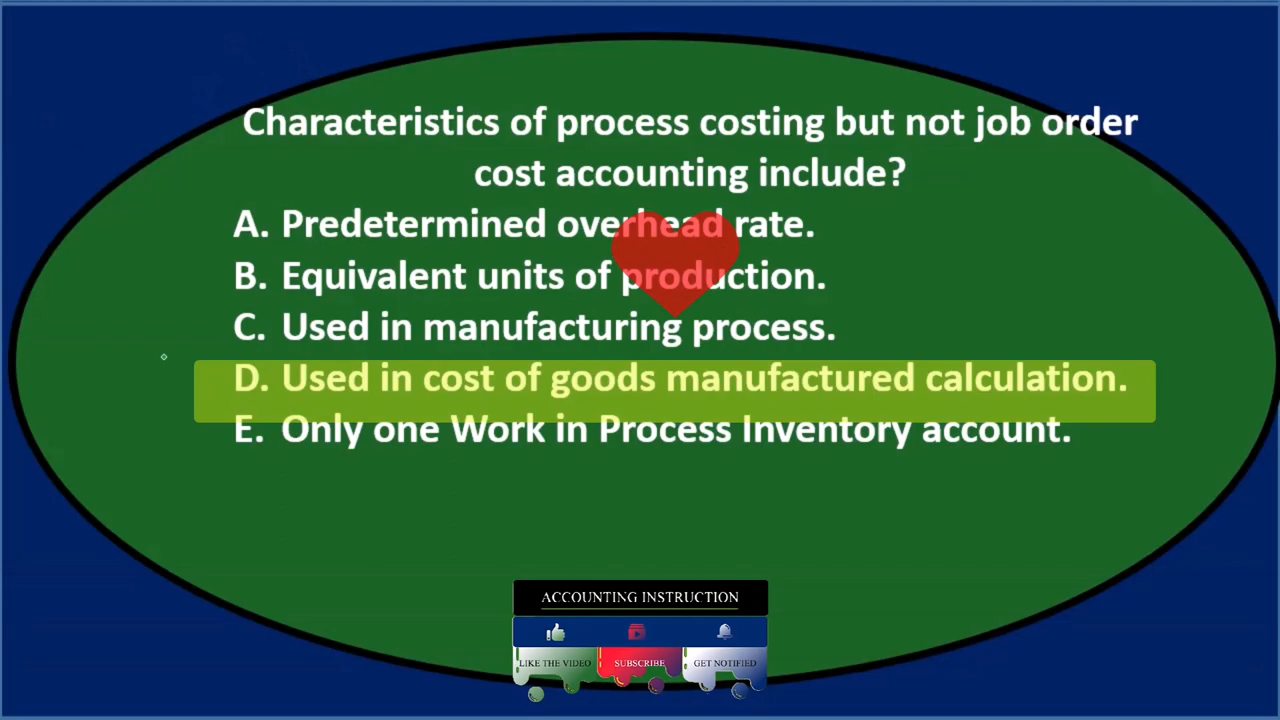 Characteristics of process costing but not job order
cost accounting include?
A. Predetermined overhead rate.
B. Equivalent units of production.
C. Used in manufacturing process.
D. Used in cost of goods manufactured calculation.
E. Only one Work in Process Inventory account.
ACCOUNTING INSTRUCTION
LIKE THE VIDEO SUBSCRIBE GET NOTIFIED